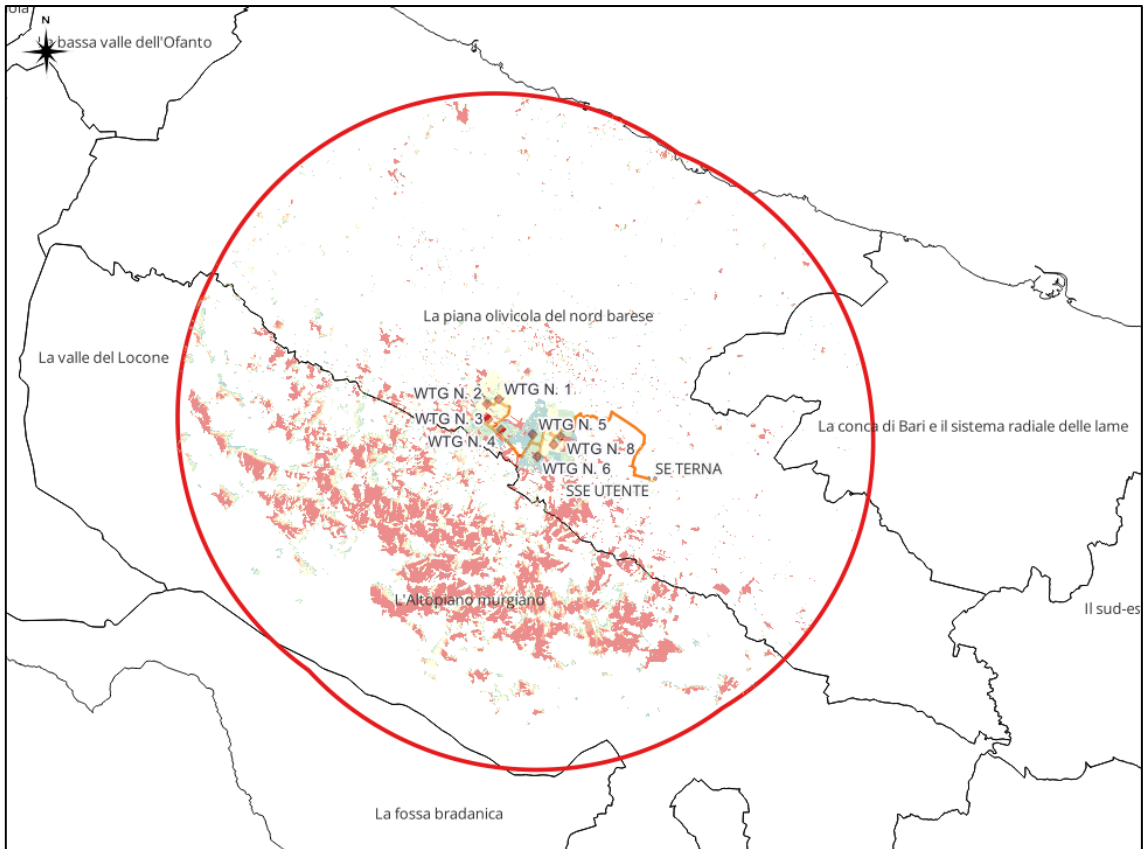 N
La bassa valle dell'Ofanto
La piana olivicola del nord barese
La valle del Locone
WTG N. 2
WTG N. 1
WTG N. 3
WTG N. 4
WTG N. 5
La conca di Bari e il sistema radiale delle lame
WTG N. 8
WTG N. 6
SE TERNA
SSE UTENTE
L'Altopiano murgiano
Il sud-es
La fossa bradanica